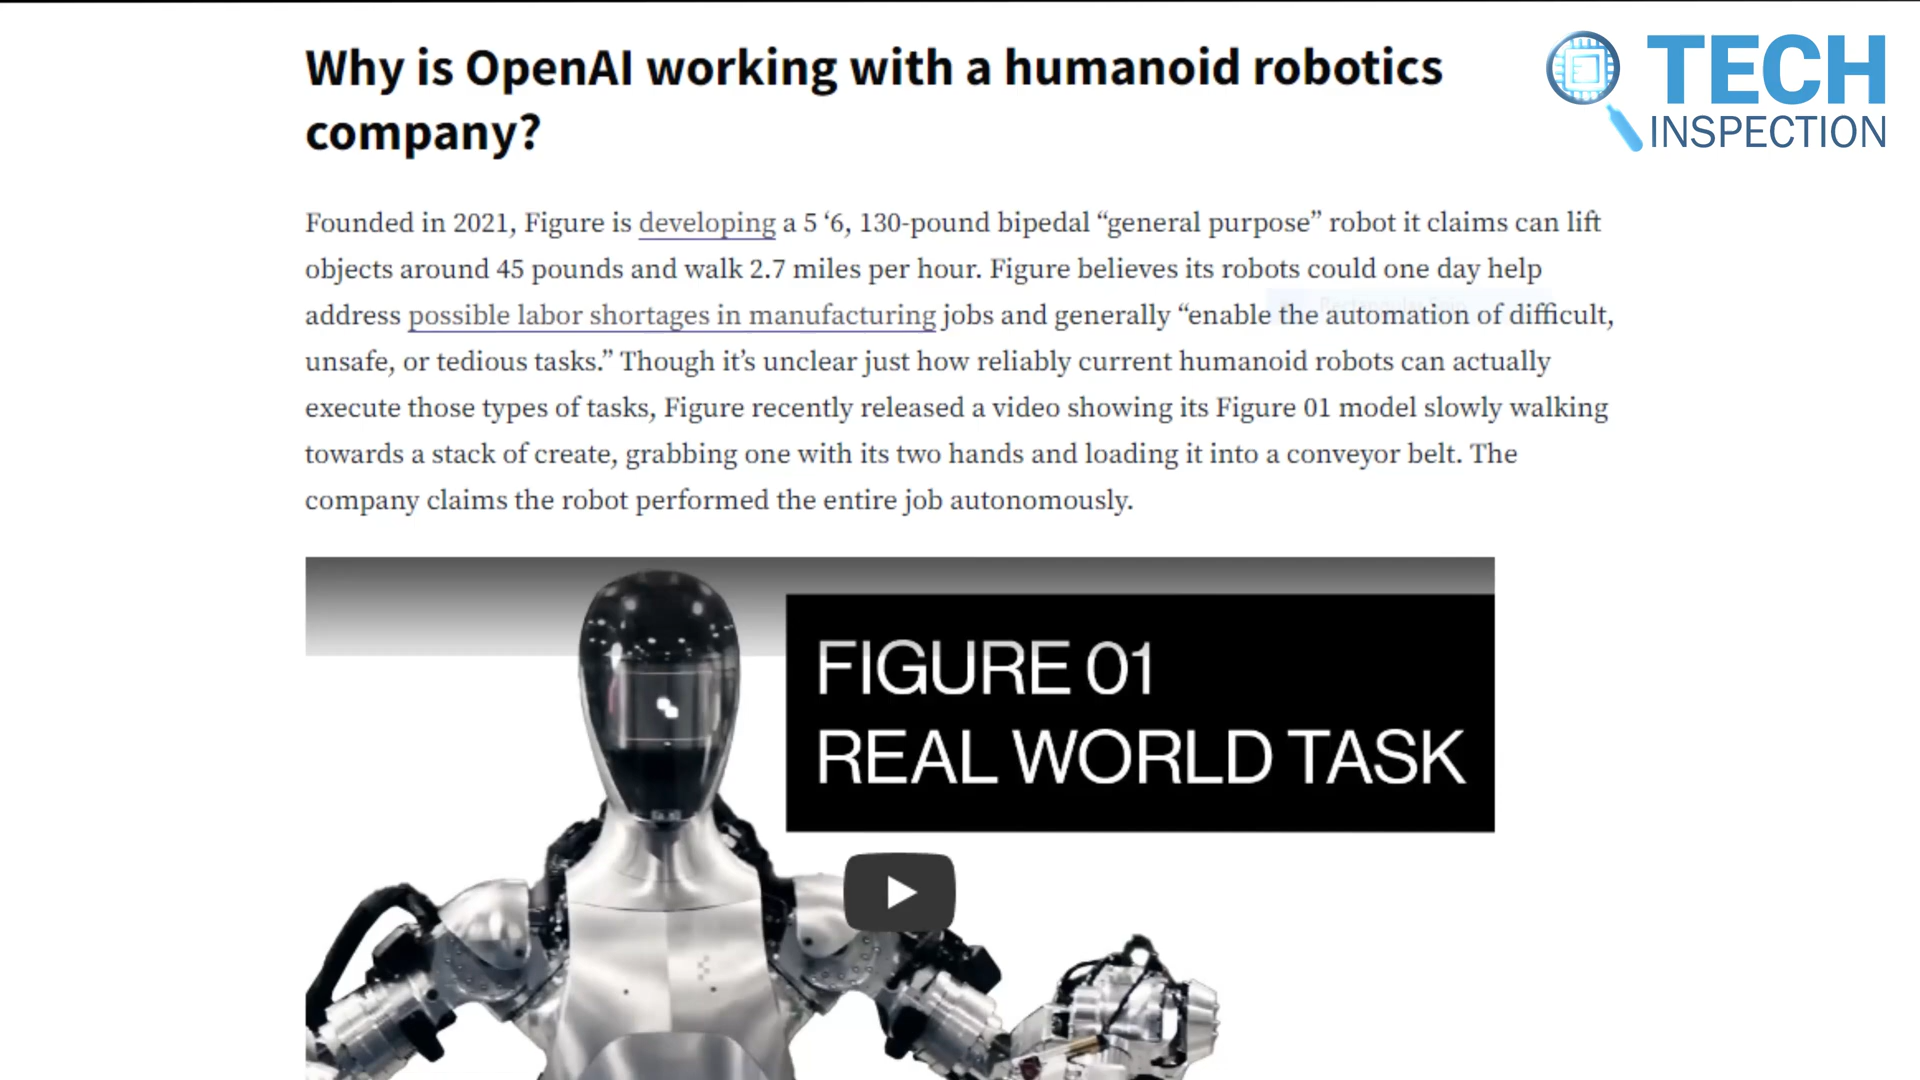 Why is OpenAI working with a humanoid robotics
company?
TECH
INSPECTION
Founded in 2021, Figure is developing a 5 ‘6, 130-pound bipedal “general purpose” robot it claims can lift
objects around 45 pounds and walk 2.7 miles per hour. Figure believes its robots could one day help
address possible labor shortages in manufacturing jobs and generally “enable the automation of difficult,
unsafe, or tedious tasks.” Though it’s unclear just how reliably current humanoid robots can actually
execute those types of tasks, Figure recently released a video showing its Figure 01 model slowly walking
towards a stack of create, grabbing one with its two hands and loading it into a conveyor belt. The
company claims the robot performed the entire job autonomously.
FIGURE 01
REAL WORLD TASK